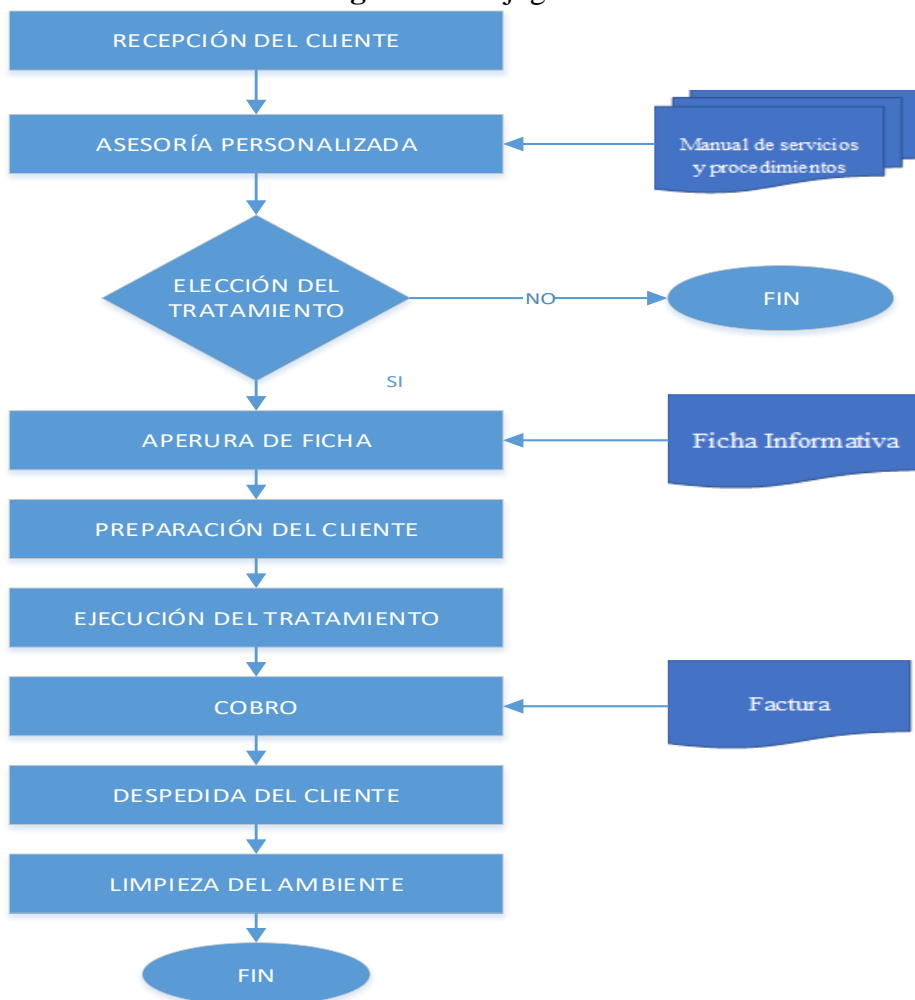 RECEPCIÓN DEL CLIENTE
ASESORÍA PERSONALIZADA
Manual de servicios
y procedimientos
ELECCIÓN DEL
TRATAMIENTO
NO
FIN
SI
APERURA DE FICHA
Ficha Informativa
PREPARACIÓN DEL CLIENTE
EJECUCIÓN DEL TRATAMIENTO
COBRO
Factura
DESPEDIDA DEL CLIENTE
LIMPIEZA DEL AMBIENTE
FIN